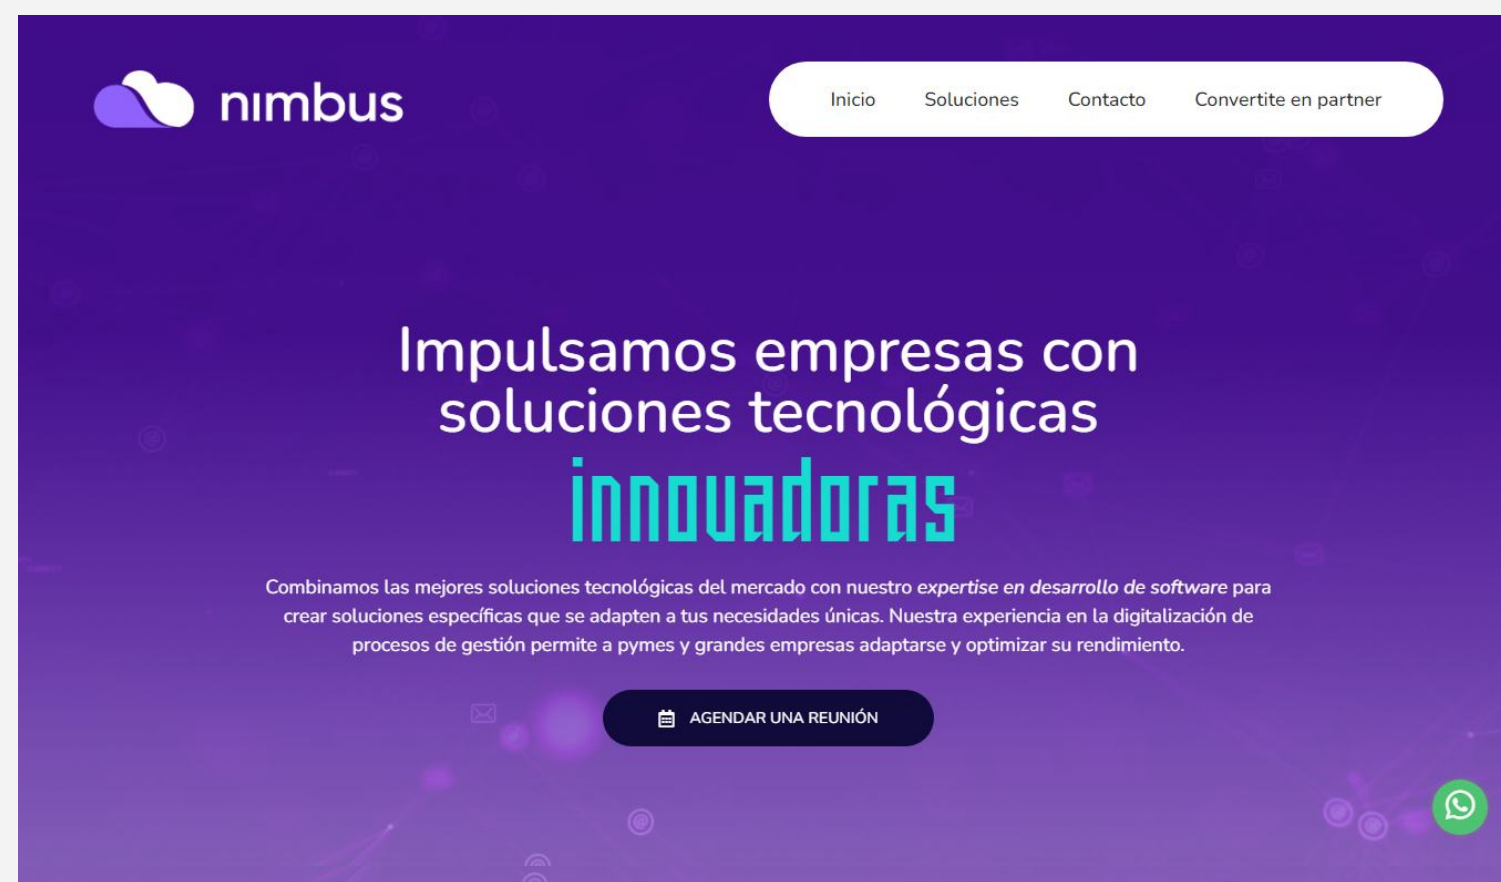 nimbus
Inicio Soluciones Contacto Convertite en partner
Impulsamos empresas con
soluciones tecnológicas
innovadoras
Combinamos las mejores soluciones tecnológicas del mercado con nuestro expertise en desarrollo de software para
crear soluciones específicas que se adapten a tus necesidades únicas. Nuestra experiencia en la digitalización de
procesos de gestión permite a pymes y grandes empresas adaptarse y optimizar su rendimiento.
AGENDAR UNA REUNIÓN